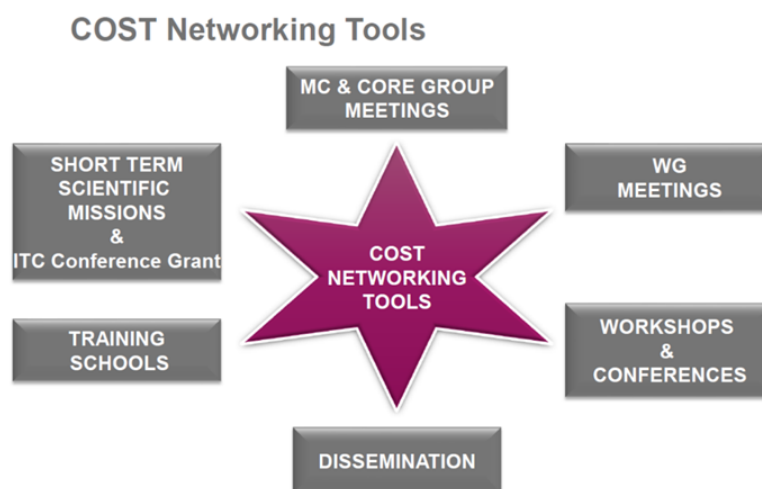 COST Networking Tools
MC & CORE GROUP
MEETINGS
SHORT TERM
SCIENTIFIC
MISSIONS
&
ITC Conference Grant
WG
MEETINGS
COST
NETWORKING
TOOLS
TRAINING
SCHOOLS
WORKSHOPS
&
CONFERENCES
DISSEMINATION